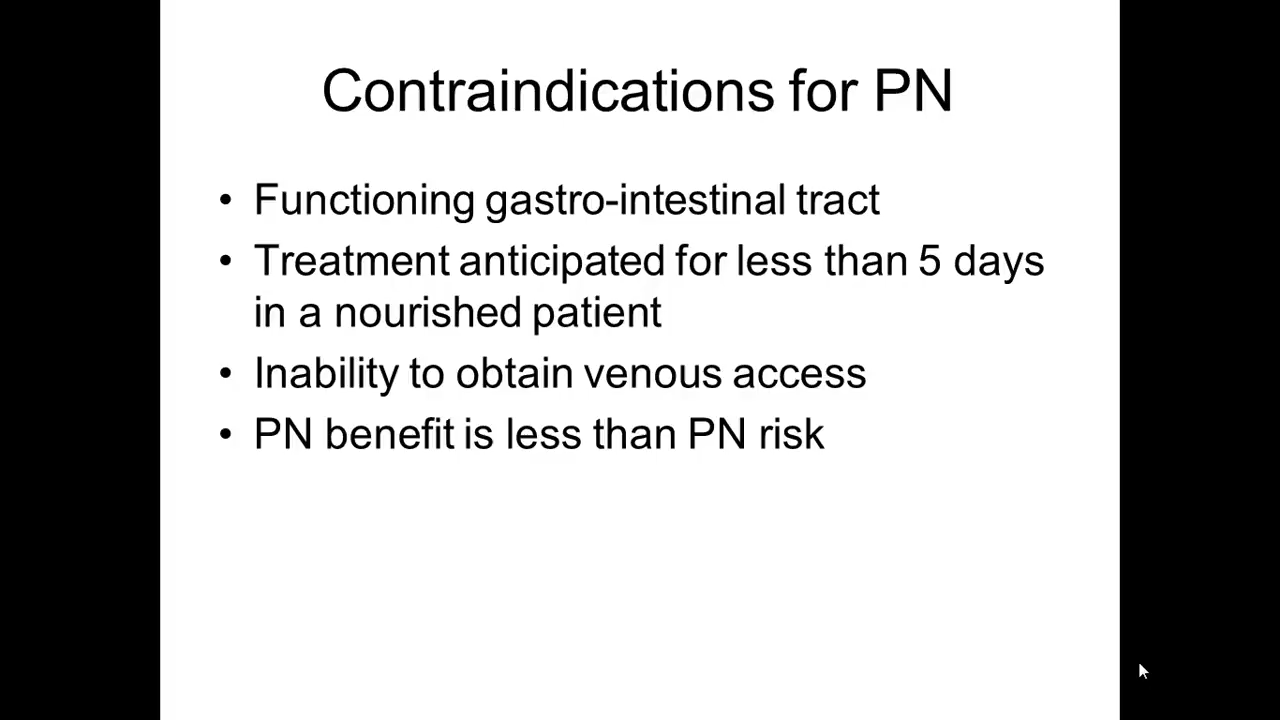 Contraindications for PN
• Functioning gastro-intestinal tract
• Treatment anticipated for less than 5 days
in a nourished patient
• Inability to obtain venous access
• PN benefit is less than PN risk